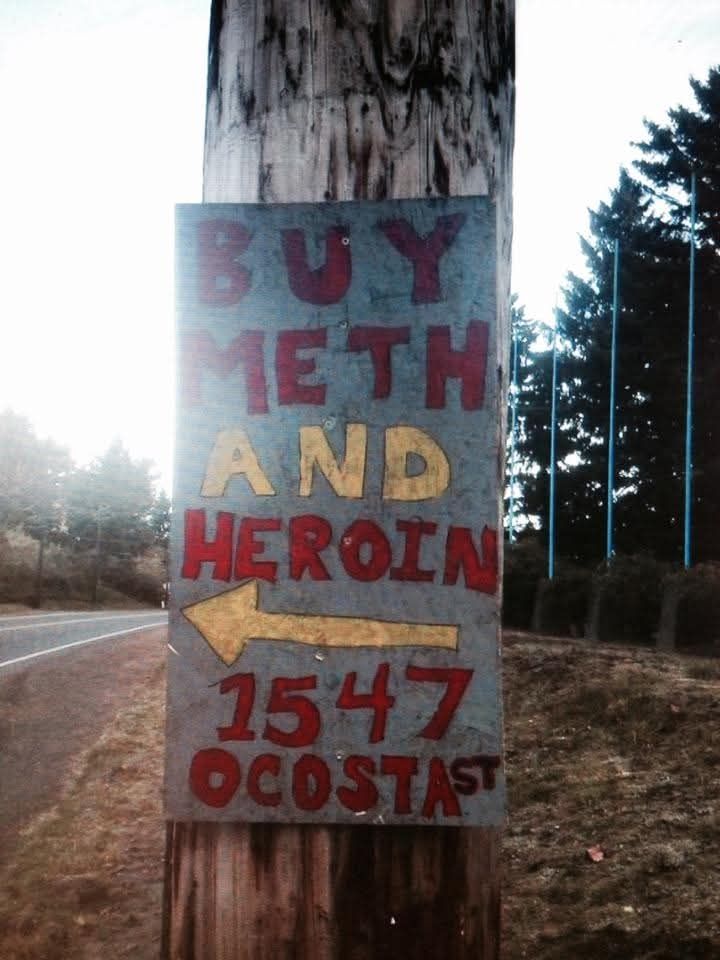 BUY
METH
AND
HEROIN
1547
OCOSTA ST